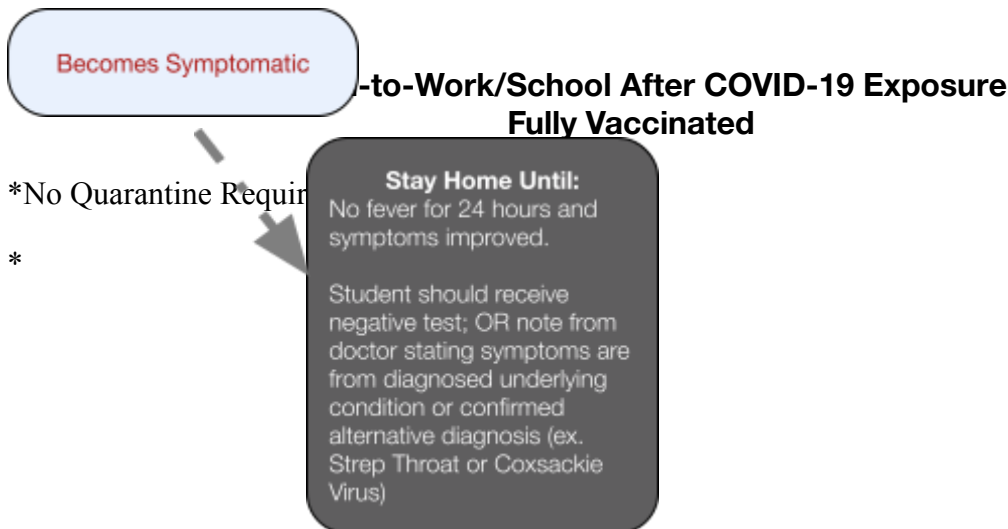 Becomes Symptomatic
-to-Work/School After COVID-19 Exposure
Fully Vaccinated
*No Quarantine Requir
*
Stay Home Until:
No fever for 24 hours and
symptoms improved.
Student should receive
negative test; OR note from
doctor stating symptoms are
from diagnosed underlying
condition or confirmed
alternative diagnosis (ex.
Strep Throat or Coxsackie
Virus)